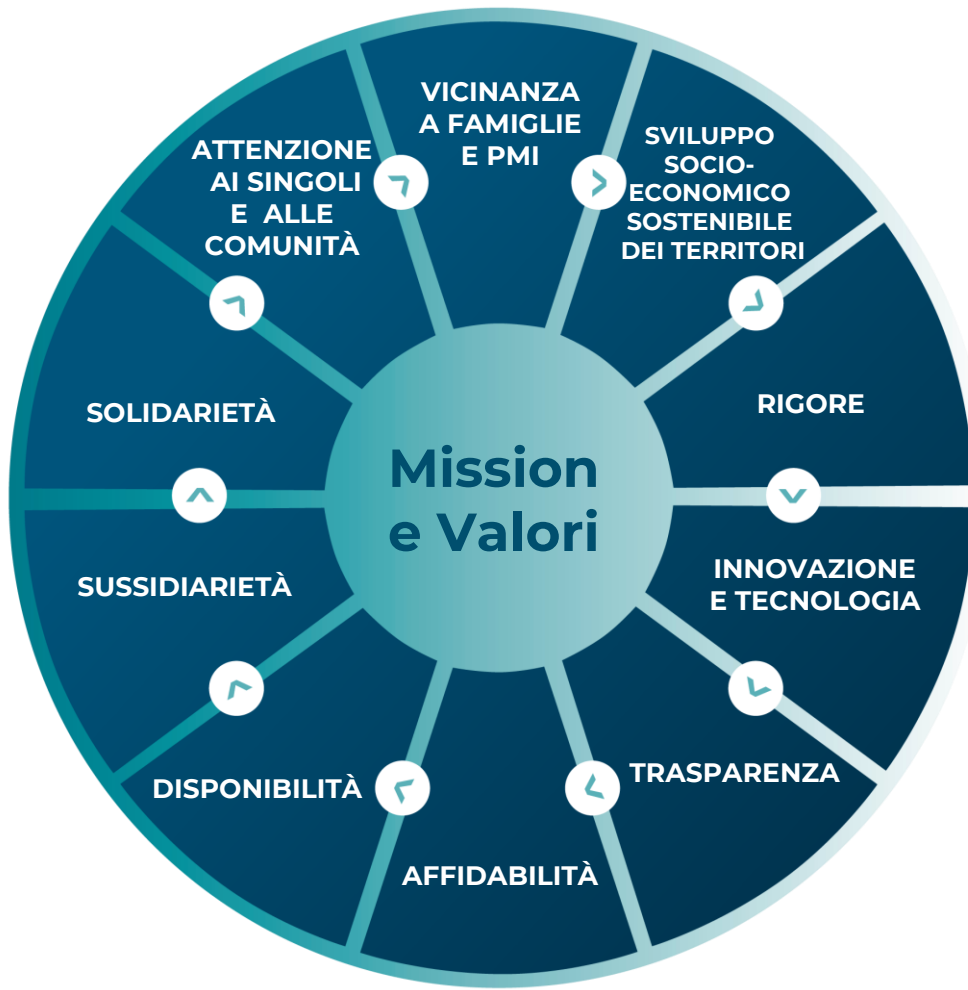 VICINANZA
A FAMIGLIE
E PMI
SVILUPPO
SOCIO-
ECONOMICO
SOSTENIBILE
DEI TERRITORI
RIGORE
INNOVAZIONE
E TECNOLOGIA
TRASPARENZA
AFFIDABILITÀ
DISPONIBILITÀ
SUSSIDIARIETÀ
SOLIDARIETÀ
ATTENZIONE
AI SINGOLI
E ALLE
COMUNITÀ
Mission
e Valori